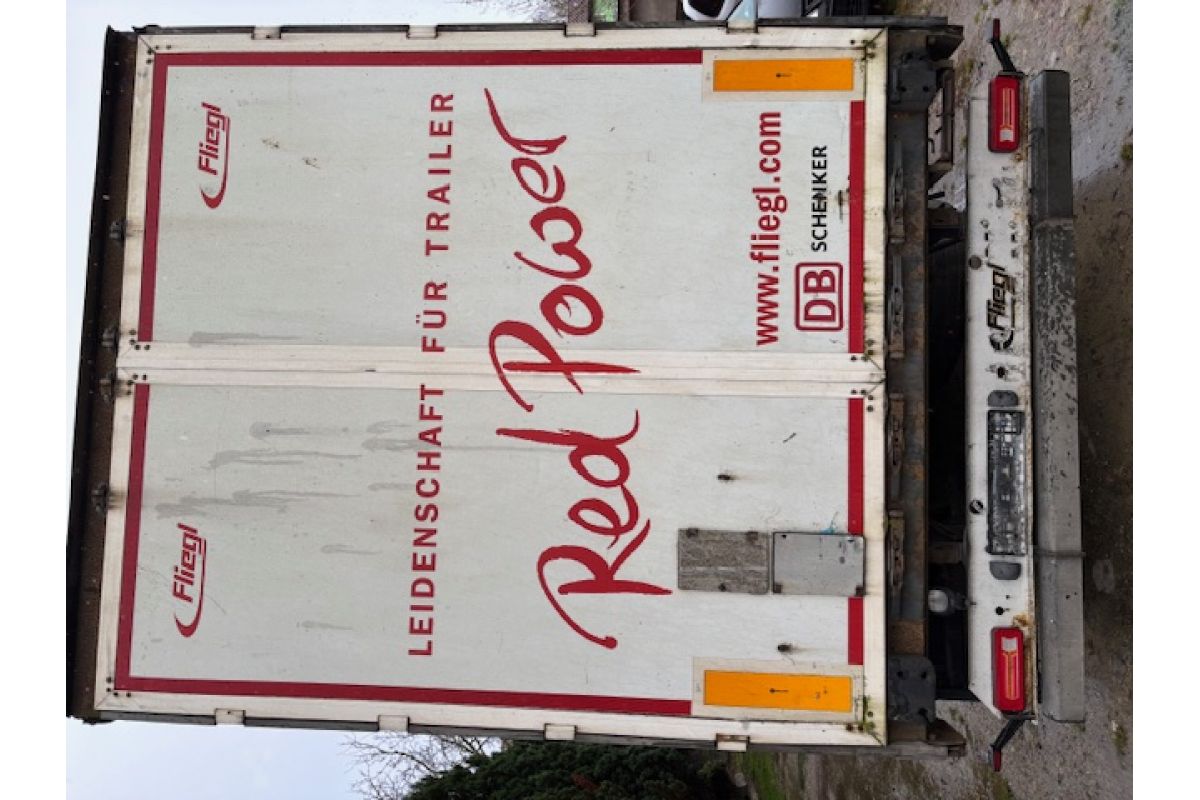 Fliegl
Fliegl
LEIDENSCHAFT FÜR TRAILER
Red Power
www.fliegl.com
DB SCHENKER
Fliegl